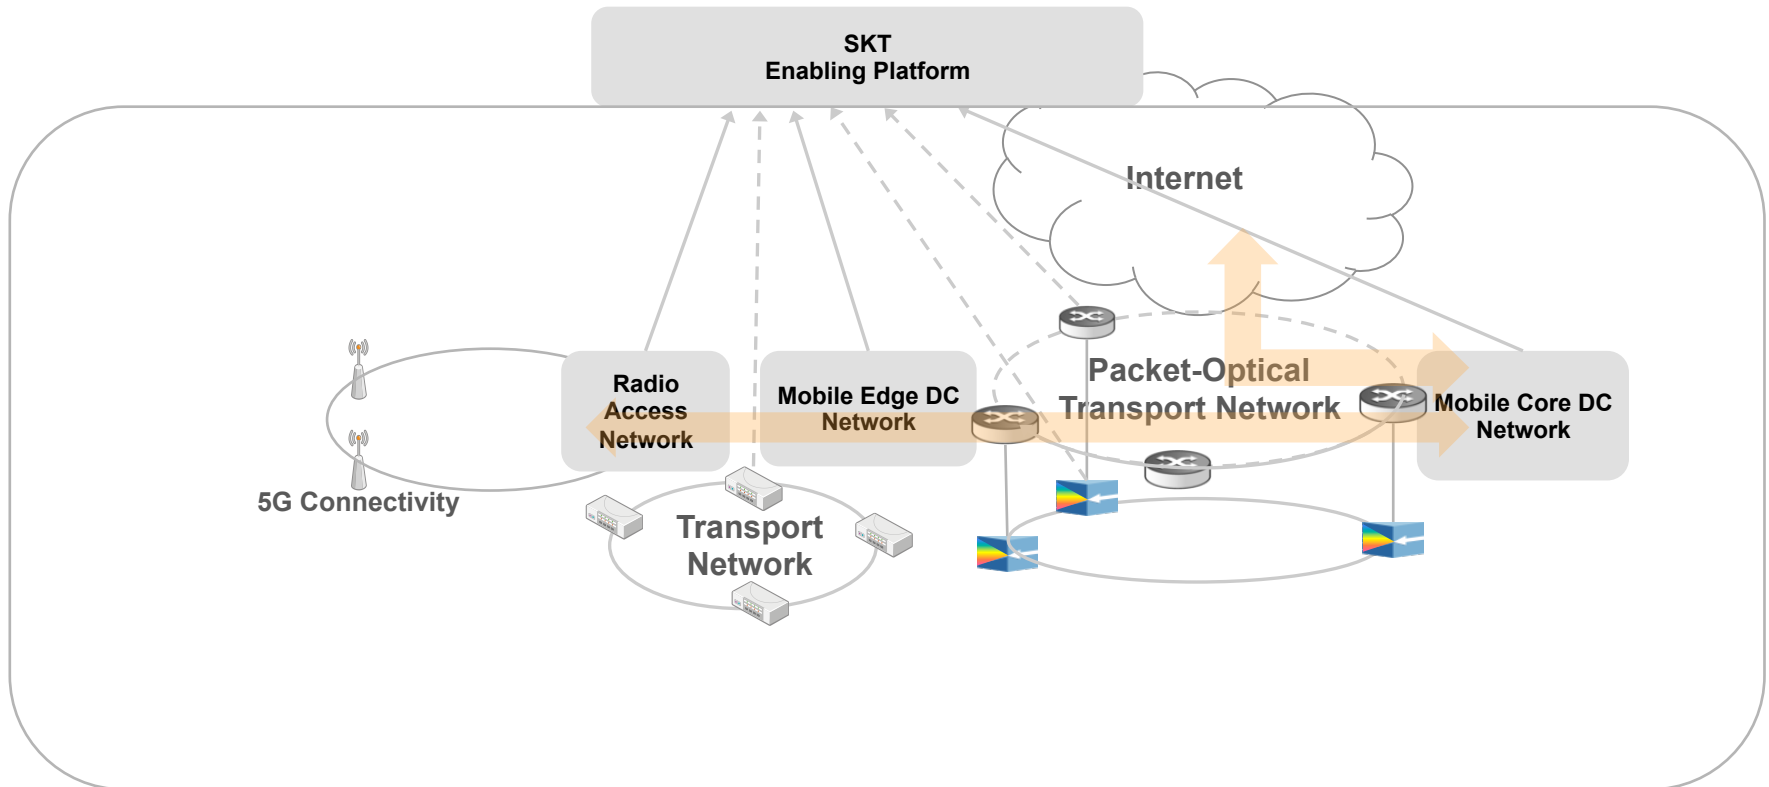 SKT
Enabling Platform
Internet
Radio
Access
Network
Mobile Edge DC
Network
Packet-Optical
Transport Network
Mobile Core DC
Network
5G Connectivity
Transport
Network